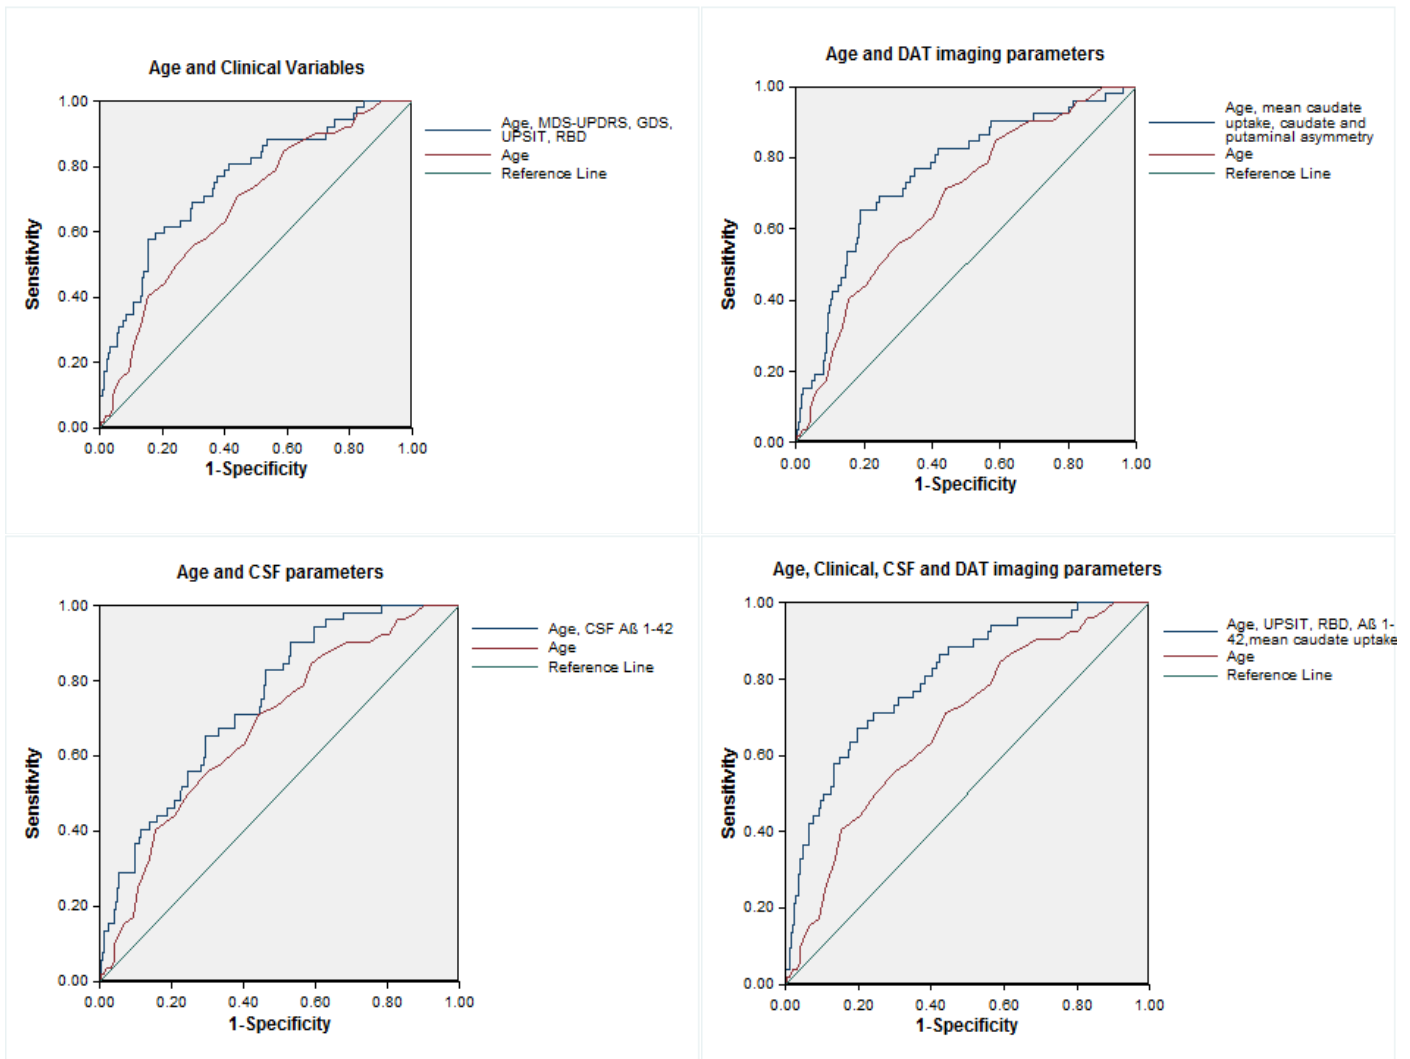 Age and Clinical Variables
1.00
0.80
0.60
0.40
0.20
0.00
Sensitivity
0.00 0.20 0.40 0.60 0.80 1.00
1-Specificity
Age, MDS-UPDRS, GDS,
UPSIT, RBD
Age
Reference Line
Age and DAT imaging parameters
1.00
0.80
0.60
0.40
0.20
0.00
Sensitivity
0.00 0.20 0.40 0.60 0.80 1.00
1-Specificity
Age, mean caudate
uptake, caudate and
putaminal asymmetry
Age
Reference Line
Age and CSF parameters
1.00
0.80
0.60
0.40
0.20
0.00
Sensitivity
0.00 0.20 0.40 0.60 0.80 1.00
1-Specificity
Age, CSF Aß 1-42
Age
Reference Line
Age, Clinical, CSF and DAT imaging parameters
1.00
0.80
0.60
0.40
0.20
0.00
Sensitivity
0.00 0.20 0.40 0.60 0.80 1.00
1-Specificity
Age, UPSIT, RBD, Aß 1-
42,mean caudate uptake
Age
Reference Line